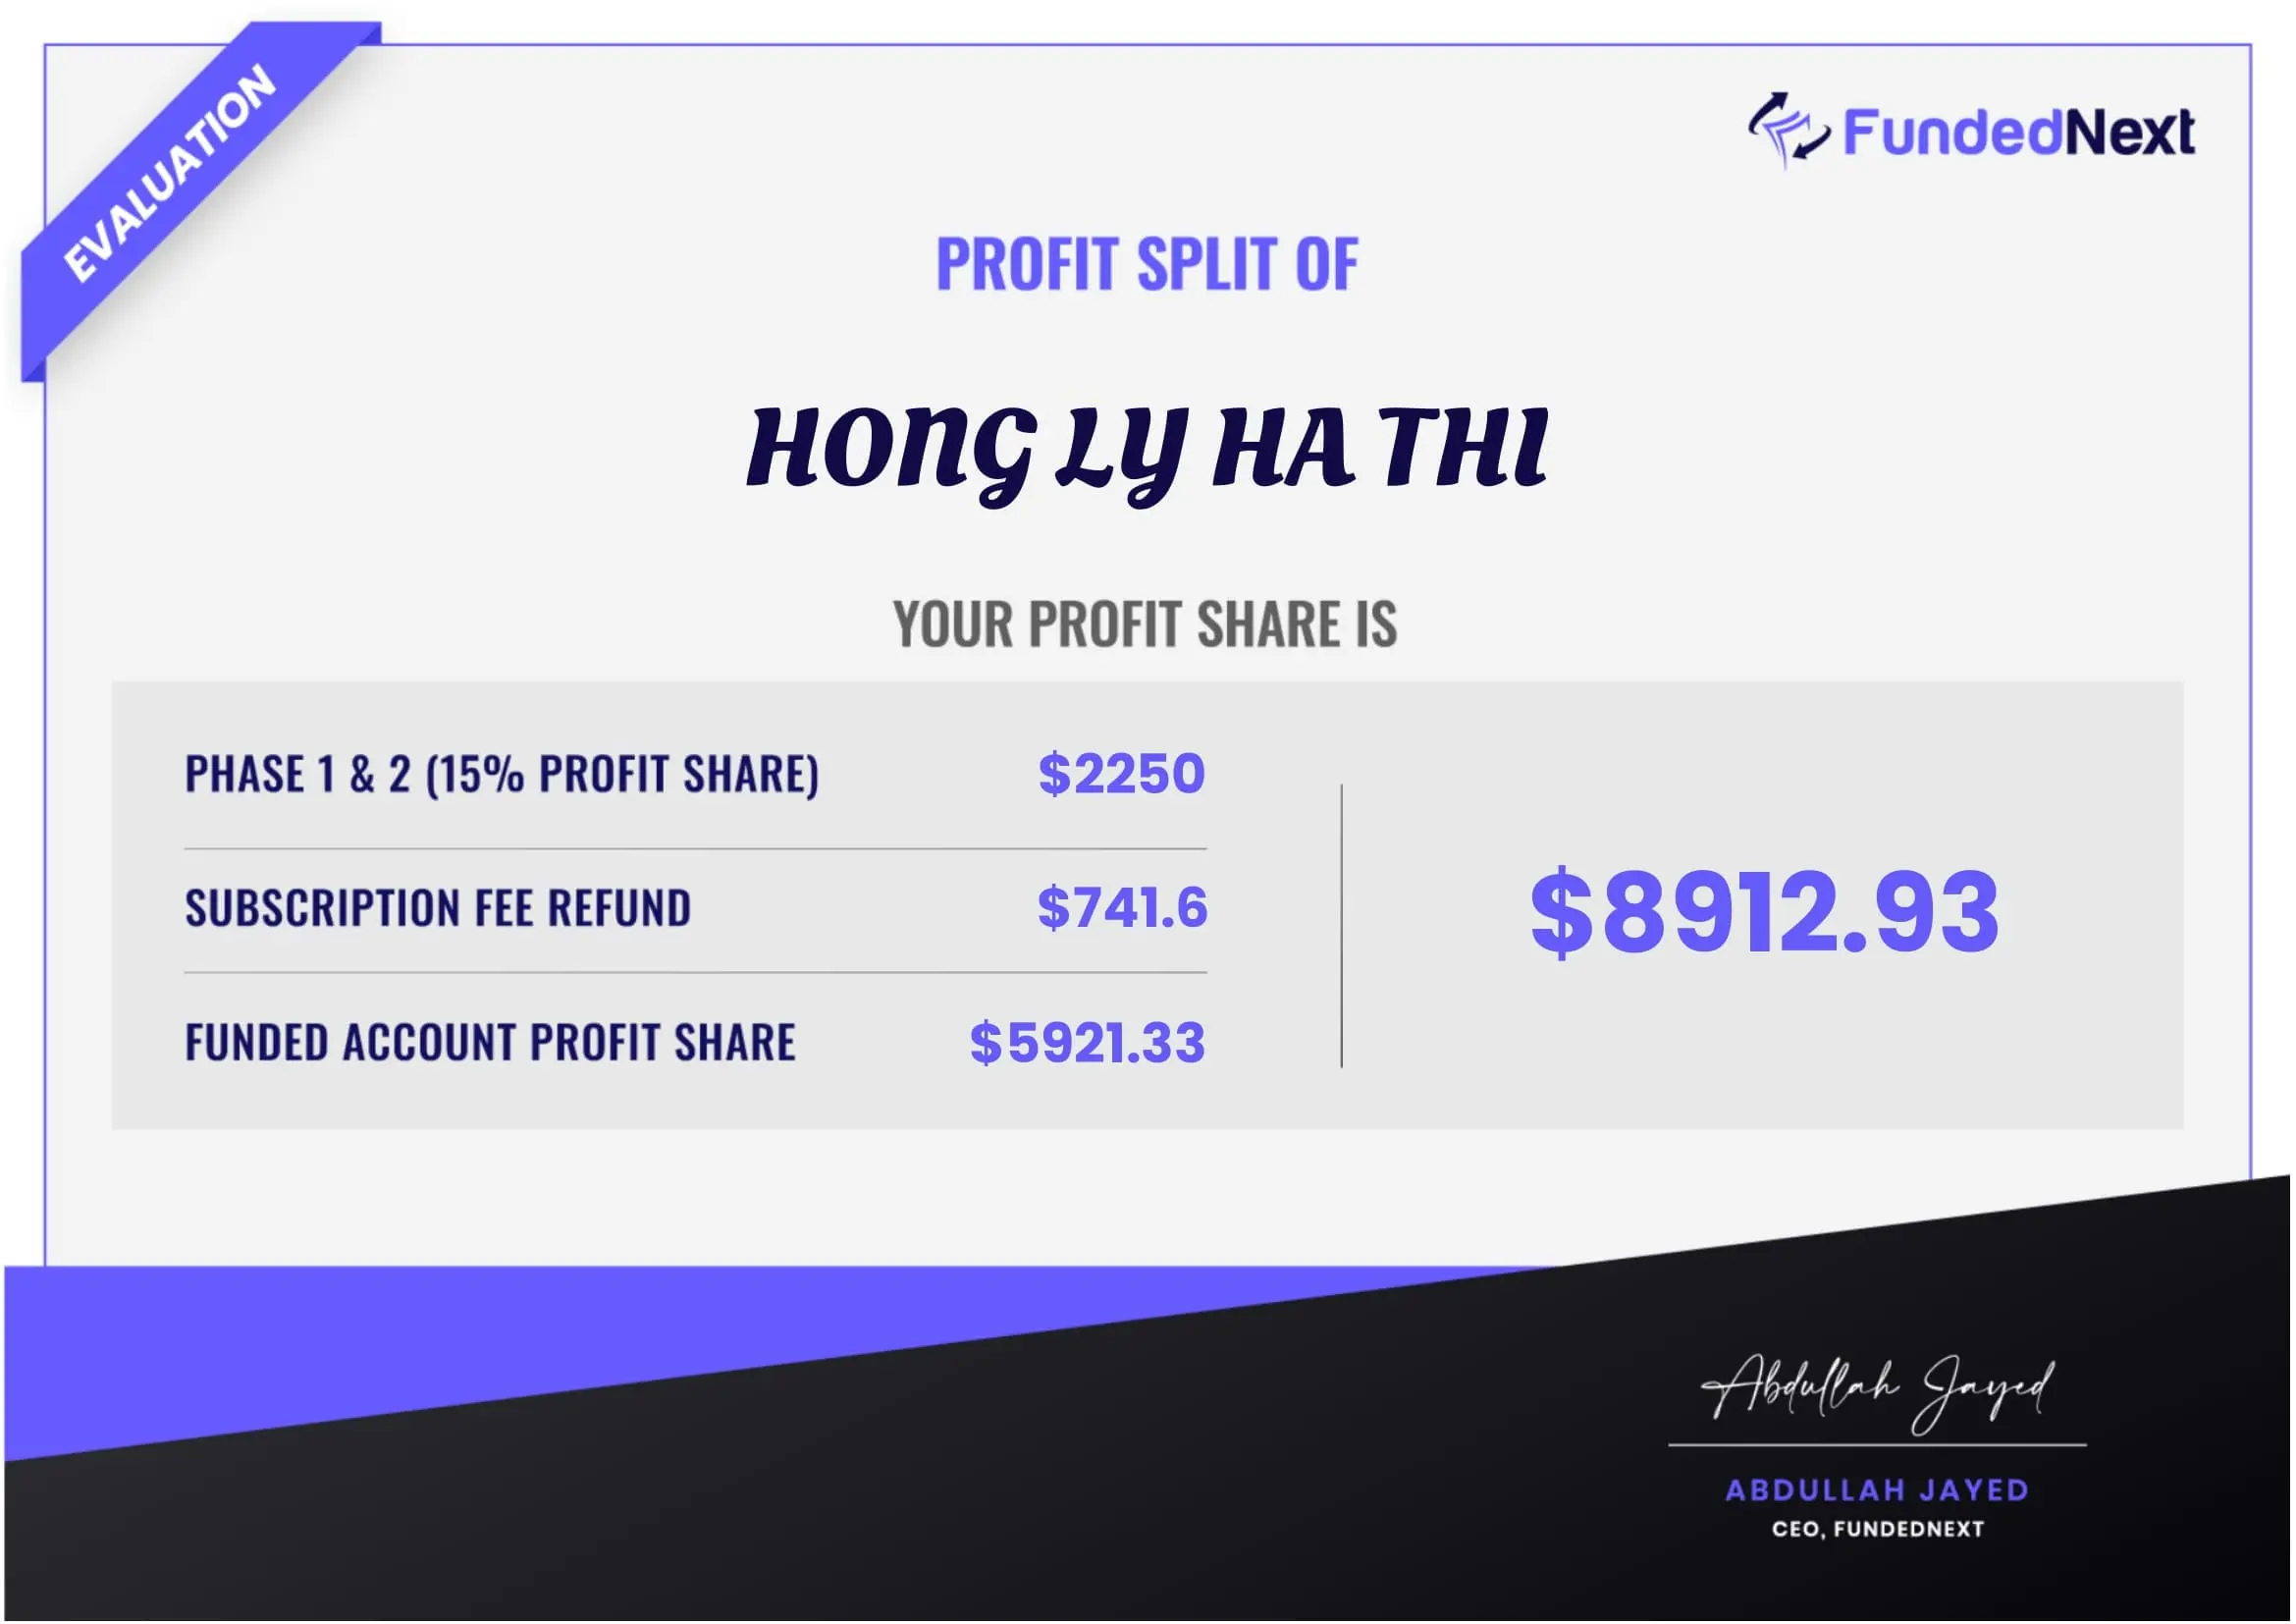 EVALUATION
FundedNext
PROFIT SPLIT OF
HONG LY HA THI
YOUR PROFIT SHARE IS
PHASE 1 & 2 (15% PROFIT SHARE) $2250
SUBSCRIPTION FEE REFUND $741.6
FUNDED ACCOUNT PROFIT SHARE $5921.33
$8912.93
Abdullah Jayed
ABDULLAH JAYED
CEO, FUNDEDNEXT